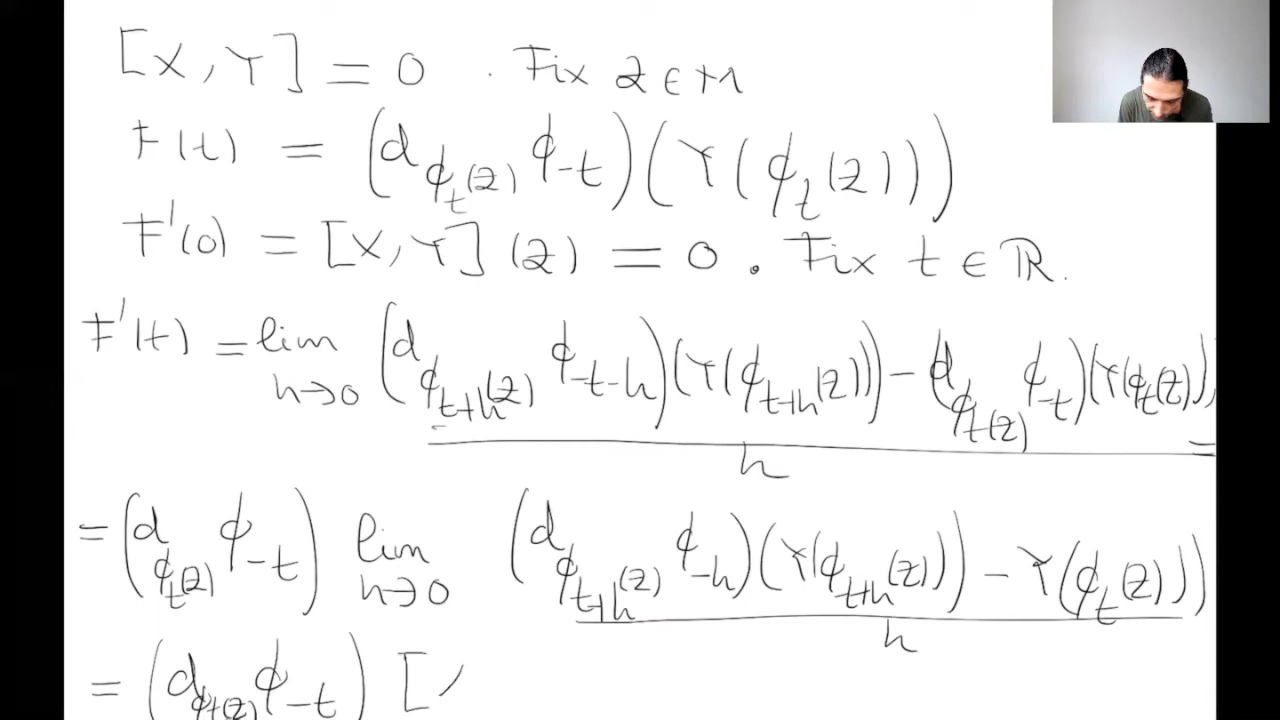 [X, Y] = 0 . Fix z ∈ M
F(t) = (d_{ϕ_t(z)} ϕ_{-t})(Y(ϕ_t(z)))
F'(0) = [X, Y](z) = 0 . Fix t ∈ ℝ.
F'(t) = lim_{h→0} (d_{ϕ_{t+h}(z)} ϕ_{-t-h})(Y(ϕ_{t+h}(z))) - (d_{ϕ_t(z)} ϕ_{-t})(Y(ϕ_t(z))) / h =
= (d_{ϕ_t(z)} ϕ_{-t}) lim_{h→0} (d_{ϕ_{t+h}(z)} ϕ_{-h})(Y(ϕ_{t+h}(z))) - Y(ϕ_t(z)) / h
= (d_{ϕ_t(z)} ϕ_{-t}) [